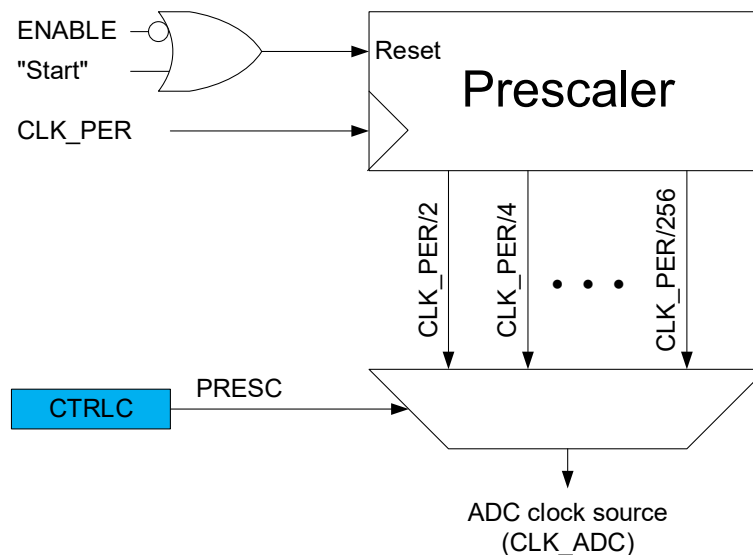 ENABLE
"Start"
Reset
Prescaler
CLK_PER
CLK_PER/2
CLK_PER/4
CLK_PER/256
CTRLC
PRESC
ADC clock source
(CLK_ADC)